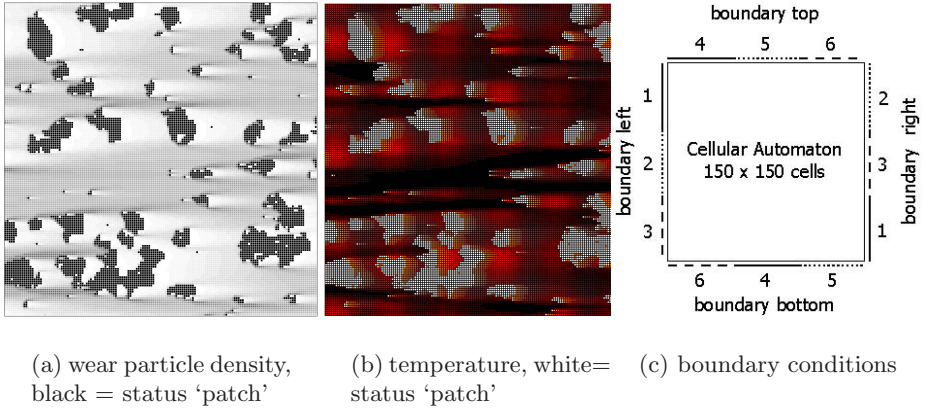 boundary top
4 5 6
1
2
3
boundary left
Cellular Automaton
150 x 150 cells
2
3
1
boundary right
6 4 5
boundary bottom
(a) wear particle density,
black = status ‘patch’
(b) temperature, white=
status ‘patch’
(c) boundary conditions